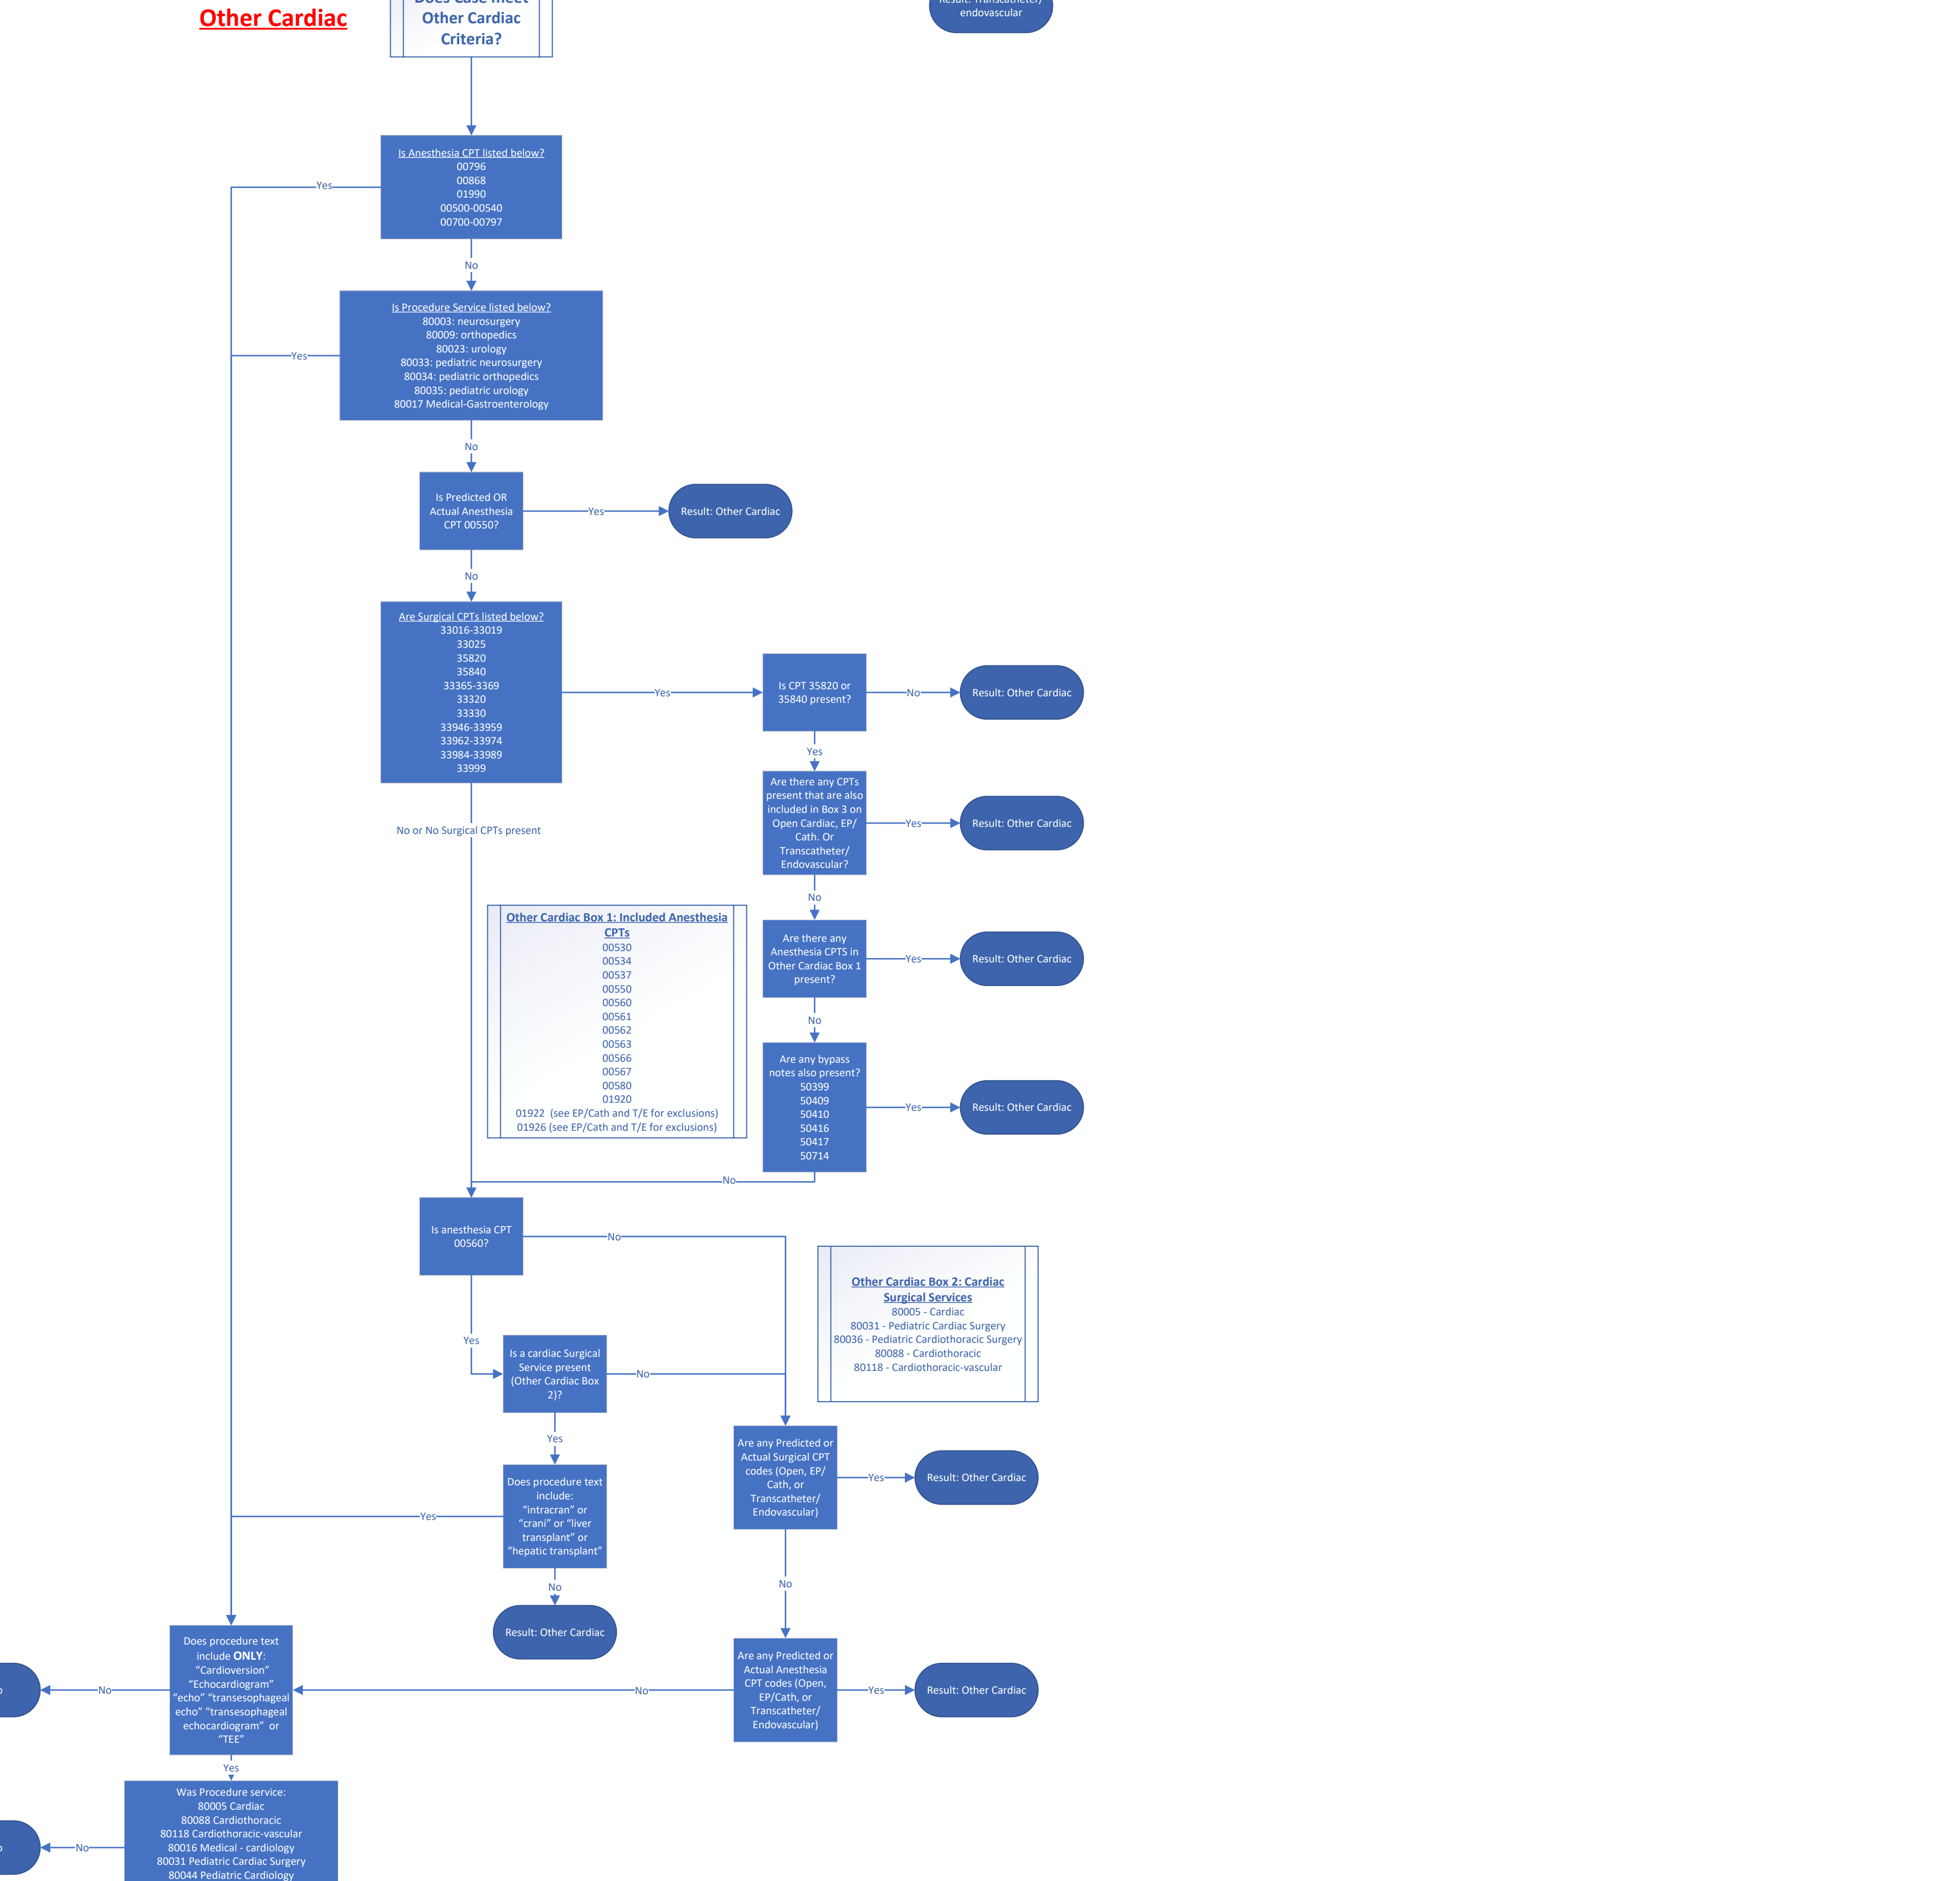 Other Cardiac
Does Case meet
Other Cardiac
Criteria?
Result: Transcatheter/
endovascular
Is Anesthesia CPT listed below?
00796
00868
01990
00500-00540
00700-00797
Yes
No
Is Procedure Service listed below?
80003: neurosurgery
80009: orthopedics
80023: urology
80033: pediatric neurosurgery
80034: pediatric orthopedics
80035: pediatric urology
80017 Medical-Gastroenterology
Yes
No
Is Predicted OR
Actual Anesthesia
CPT 00550?
Yes
Result: Other Cardiac
No
Are Surgical CPTs listed below?
33016-33019
33025
35820
35840
33365-3369
33320
33330
33946-33959
33962-33974
33984-33989
33999
Yes
Is CPT 35820 or
35840 present?
No
Result: Other Cardiac
Yes
Are there any CPTs
present that are also
included in Box 3 on
Open Cardiac, EP/
Cath. Or
Transcatheter/
Endovascular?
Yes
Result: Other Cardiac
No or No Surgical CPTs present
No
Other Cardiac Box 1: Included Anesthesia
CPTs
00530
00534
00537
00550
00560
00561
00562
00563
00566
00567
00580
01920
01922  (see EP/Cath and T/E for exclusions)
01926 (see EP/Cath and T/E for exclusions)
Are there any
Anesthesia CPTS in
Other Cardiac Box 1
present?
Yes
Result: Other Cardiac
No
Are any bypass
notes also present?
50399
50409
50410
50416
50417
50714
Yes
Result: Other Cardiac
No
Is anesthesia CPT
00560?
No
Other Cardiac Box 2: Cardiac
Surgical Services
80005 - Cardiac
80031 - Pediatric Cardiac Surgery
80036 - Pediatric Cardiothoracic Surgery
80088 - Cardiothoracic
80118 - Cardiothoracic-vascular
Yes
Is a cardiac Surgical
Service present
(Other Cardiac Box
2)?
No
Yes
Are any Predicted or
Actual Surgical CPT
codes (Open, EP/
Cath, or
Transcatheter/
Endovascular)
Yes
Result: Other Cardiac
Does procedure text
include:
“intracran” or
“crani” or “liver
transplant” or
“hepatic transplant”
Yes
No
No
Result: Other Cardiac
Does procedure text
include ONLY:
“Cardioversion”
“Echocardiogram”
“echo” “transesophageal
echo” “transesophageal
echocardiogram”  or
“TEE”
No
Are any Predicted or
Actual Anesthesia
CPT codes (Open,
EP/Cath, or
Transcatheter/
Endovascular)
No
Yes
Result: Other Cardiac
Yes
Was Procedure service:
80005 Cardiac
80088 Cardiothoracic
80118 Cardiothoracic-vascular
80016 Medical - cardiology
80031 Pediatric Cardiac Surgery
80044 Pediatric Cardiology
No